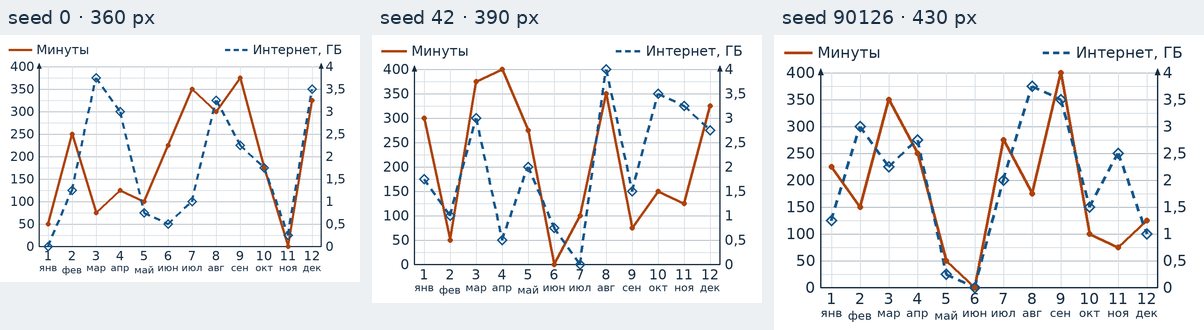 seed 0 · 360 px
Минуты Интернет, ГБ
400 4
350 3,5
300 3
250 2,5
200 2
150 1,5
100 1
50 0,5
0 0
1 2 3 4 5 6 7 8 9 10 11 12
янв фев мар апр май июн июл авг сен окт ноя дек
seed 42 · 390 px
Минуты Интернет, ГБ
400 4
350 3,5
300 3
250 2,5
200 2
150 1,5
100 1
50 0,5
0 0
1 2 3 4 5 6 7 8 9 10 11 12
янв фев мар апр май июн июл авг сен окт ноя дек
seed 90126 · 430 px
Минуты Интернет, ГБ
400 4
350 3,5
300 3
250 2,5
200 2
150 1,5
100 1
50 0,5
0 0
1 2 3 4 5 6 7 8 9 10 11 12
янв фев мар апр май июн июл авг сен окт ноя дек